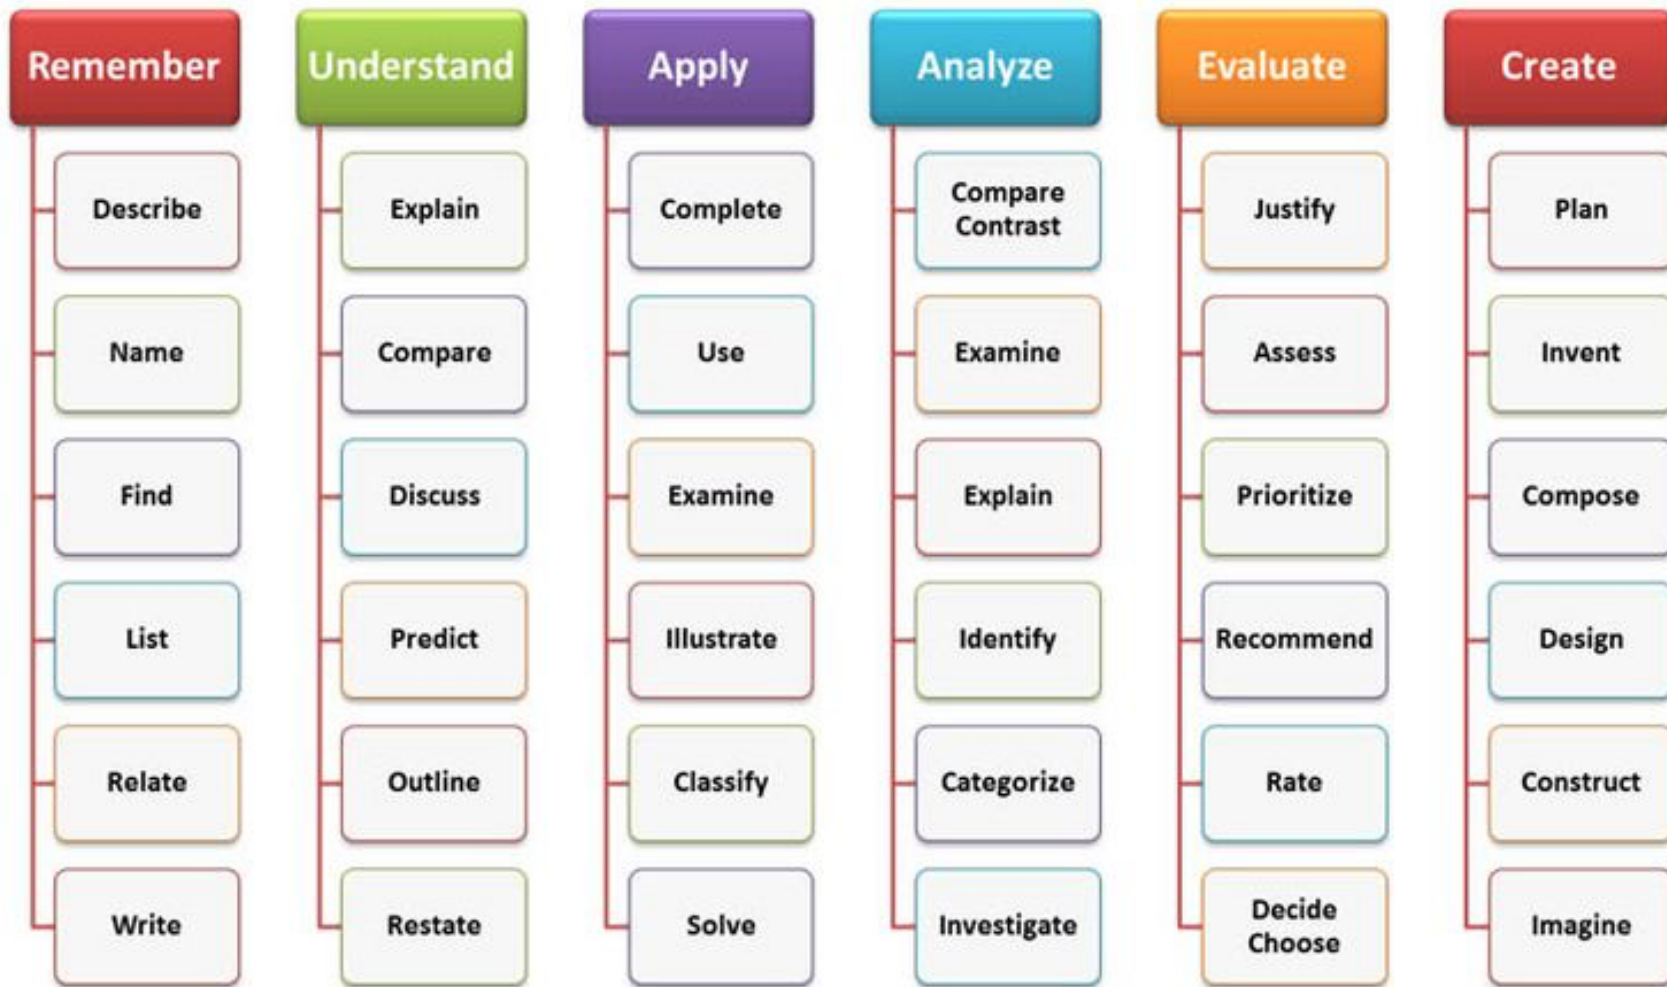 Remember
Describe
Name
Find
List
Relate
Write
Understand
Explain
Compare
Discuss
Predict
Outline
Restate
Apply
Complete
Use
Examine
Illustrate
Classify
Solve
Analyze
Compare
Contrast
Examine
Explain
Identify
Categorize
Investigate
Evaluate
Justify
Assess
Prioritize
Recommend
Rate
Decide
Choose
Create
Plan
Invent
Compose
Design
Construct
Imagine